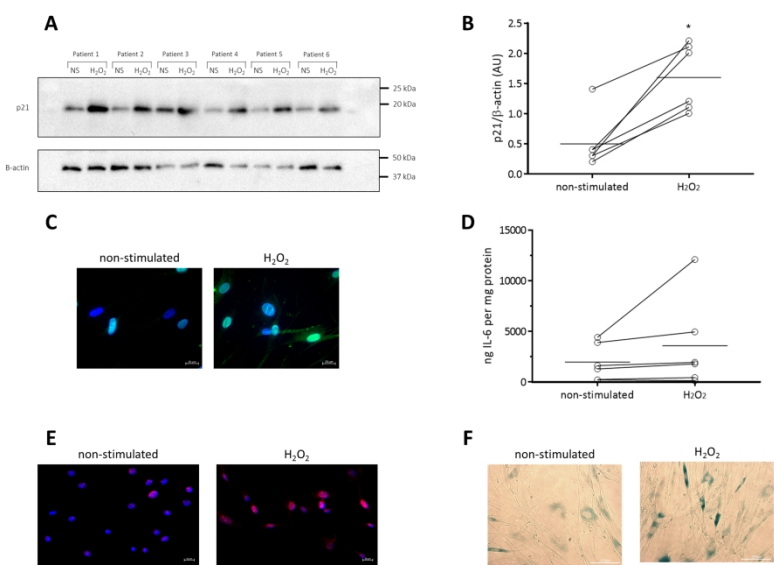 A
Patient 1 Patient 2 Patient 3 Patient 4 Patient 5 Patient 6
NS H₂O₂ NS H₂O₂ NS H₂O₂ NS H₂O₂ NS H₂O₂ NS H₂O₂
p21
25 kDa
20 kDa
B-actin
50 kDa
37 kDa
B
p21/β-actin (AU)
2.5
2.0
1.5
1.0
0.5
0.0
*
non-stimulated H₂O₂
C
non-stimulated H₂O₂
D
ng IL-6 per mg protein
15000
10000
5000
0
non-stimulated H₂O₂
E
non-stimulated H₂O₂
F
non-stimulated H₂O₂